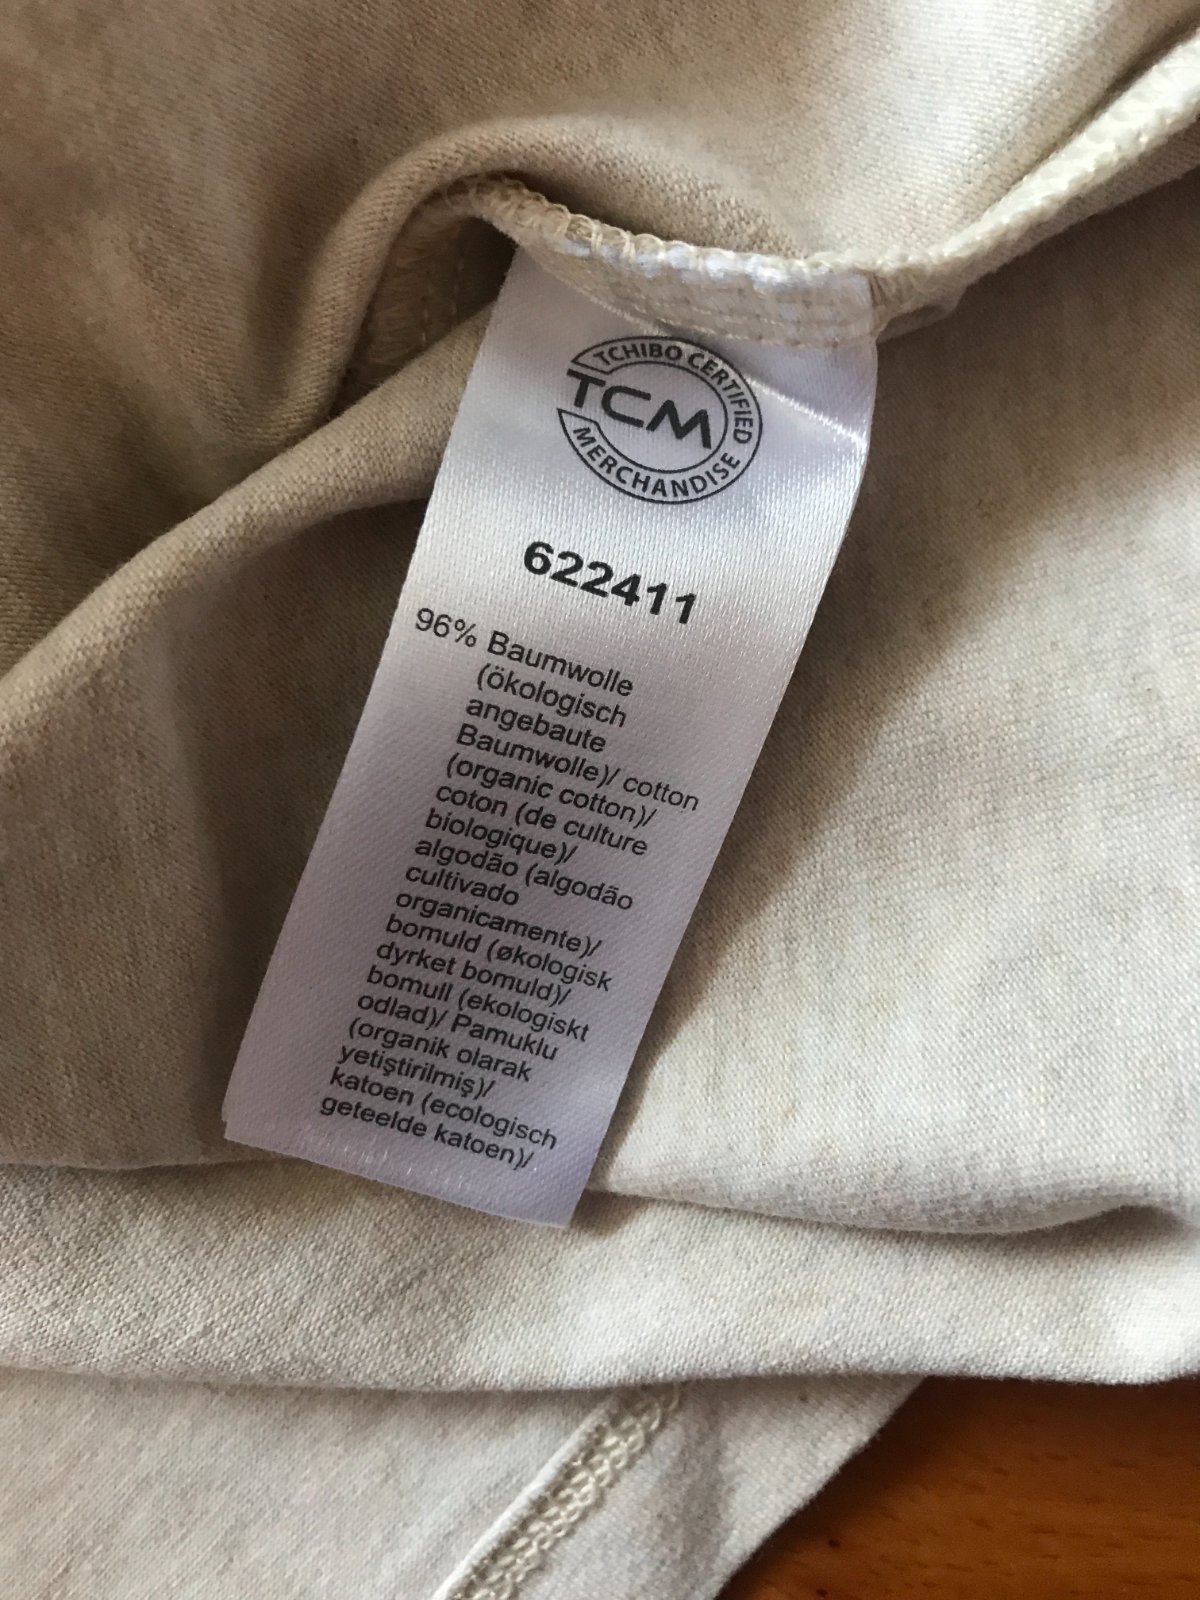 TCHIBO CERTIFIED
TCM
MERCHANDISE
622411
96% Baumwolle
(ökologisch
angebaute
Baumwolle)/ cotton
(organic cotton)/
coton (de culture
biologique)/
algodão (algodão
cultivado
organicamente)/
bomuld (økologisk
dyrket bomuld)/
bomull (ekologiskt
odlad)/ Pamuklu
(organik olarak
yetiştirilmiş)/
katoen (ecologisch
geteelde katoen)/